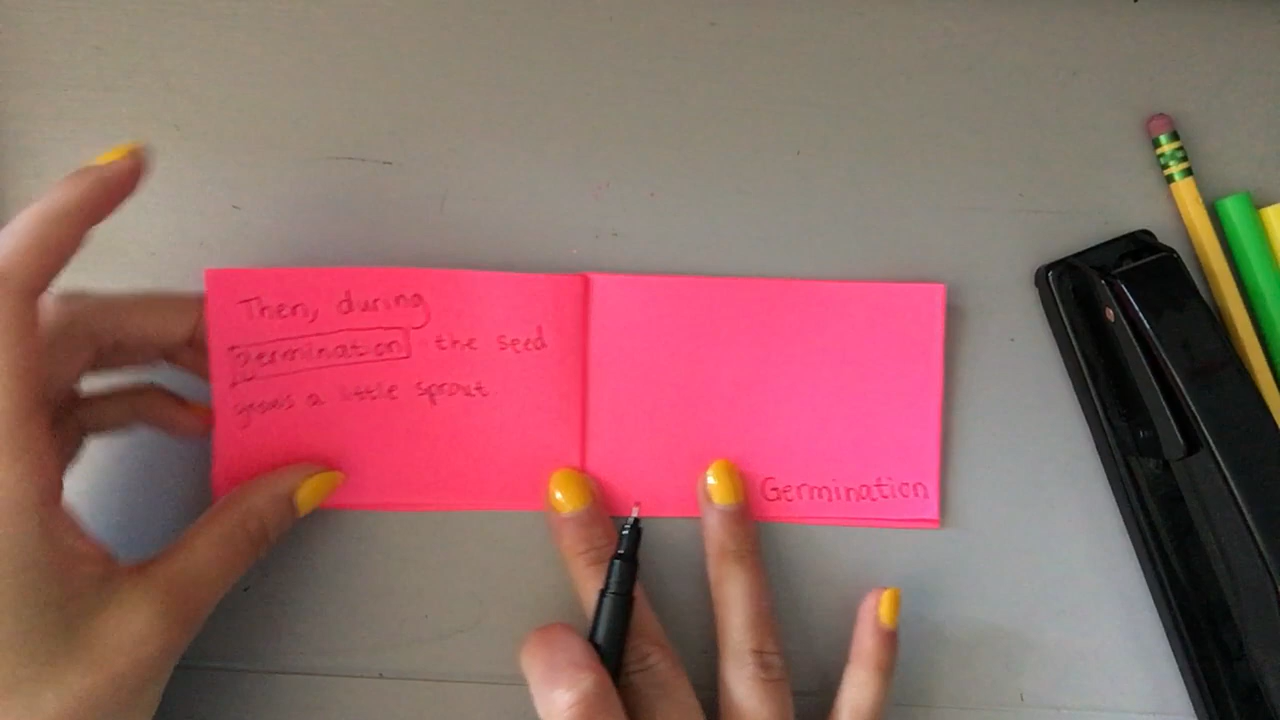 Then, during
germination the seed
grows a little sprout
Germination